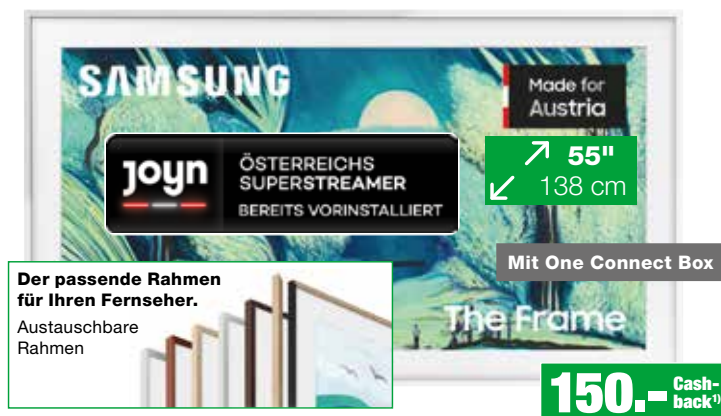 SAMSUNG
Made for
Austria
joyn
ÖSTERREICHS
SUPERSTREAMER
BEREITS VORINSTALLIERT
55"
138 cm
Mit One Connect Box
Der passende Rahmen
für Ihren Fernseher.
Austauschbare
Rahmen
The Frame
150.– Cash-
back¹⁾